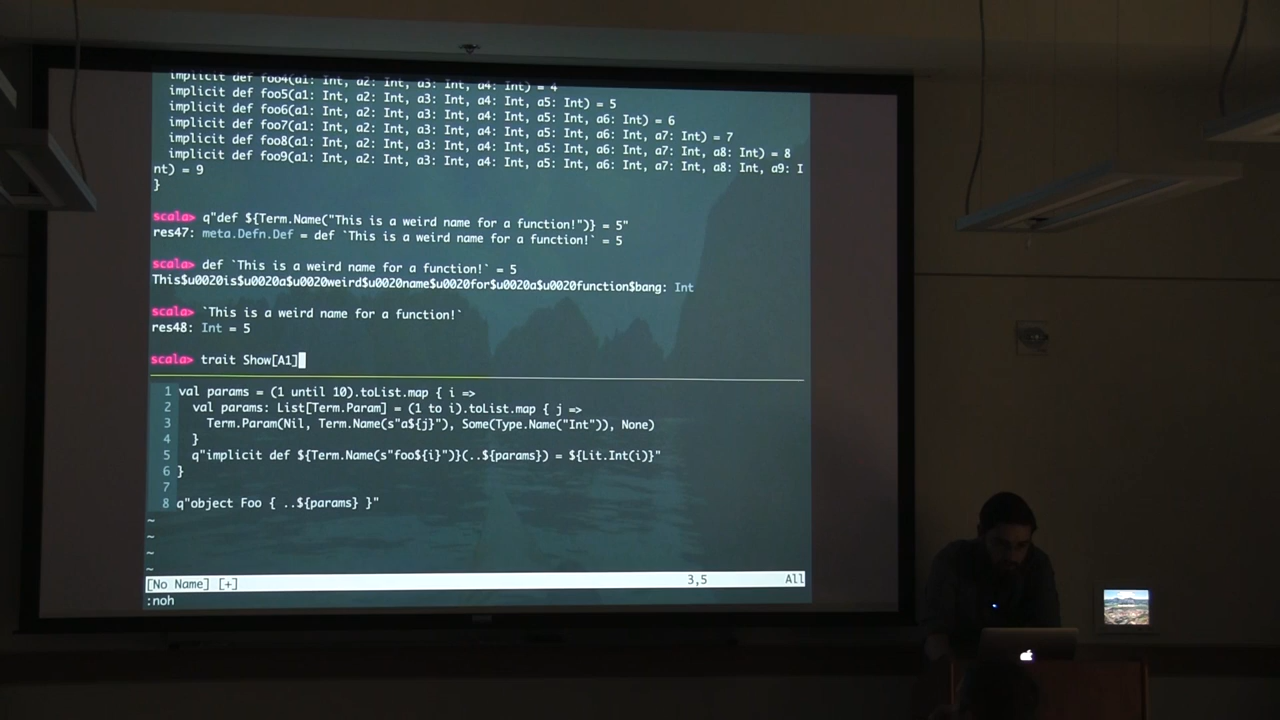 implicit def foo4(a1: Int, a2: Int, a3: Int, a4: Int) = 4
implicit def foo5(a1: Int, a2: Int, a3: Int, a4: Int, a5: Int) = 5
implicit def foo6(a1: Int, a2: Int, a3: Int, a4: Int, a5: Int, a6: Int) = 6
implicit def foo7(a1: Int, a2: Int, a3: Int, a4: Int, a5: Int, a6: Int, a7: Int) = 7
implicit def foo8(a1: Int, a2: Int, a3: Int, a4: Int, a5: Int, a6: Int, a7: Int, a8: Int) = 8
implicit def foo9(a1: Int, a2: Int, a3: Int, a4: Int, a5: Int, a6: Int, a7: Int, a8: Int, a9: I
nt) = 9
}
scala> q"def ${Term.Name("This is a weird name for a function!")} = 5"
res47: meta.Defn.Def = def `This is a weird name for a function!` = 5
scala> def `This is a weird name for a function!` = 5
This$u0020is$u0020a$u0020weird$u0020name$u0020for$u0020a$u0020function$bang: Int
scala> `This is a weird name for a function!`
res48: Int = 5
scala> trait Show[A1]
1 val params = (1 until 10).toList.map { i =>
2 val params: List[Term.Param] = (1 to i).toList.map { j =>
3 Term.Param(Nil, Term.Name(s"a${j}"), Some(Type.Name("Int")), None)
4 }
5 q"implicit def ${Term.Name(s"foo${i}")}(..${params}) = ${Lit.Int(i)}"
6 }
7
8 q"object Foo { ..${params} }"
~
~
~
~
[No Name] [+] 3,5 All
:noh